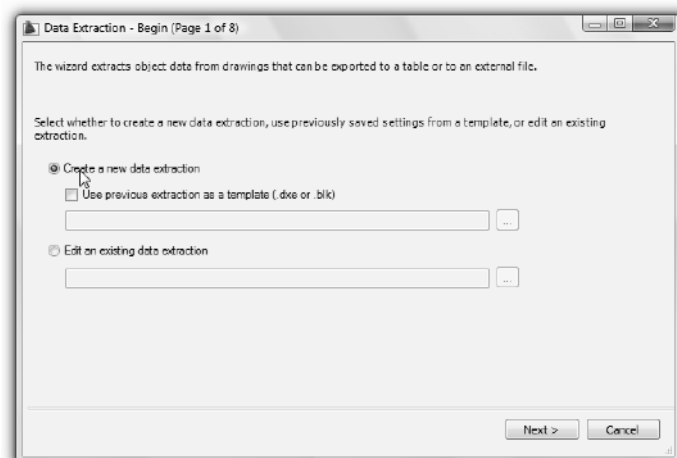 Data Extraction - Begin (Page 1 of 8)
The wizard extracts object data from drawings that can be exported to a table or to an external file.
Select whether to create a new data extraction, use previously saved settings from a template, or edit an existing
extraction.
Create a new data extraction
Use previous extraction as a template (.dxe or .blk)
...
Edit an existing data extraction
...
Next >
Cancel